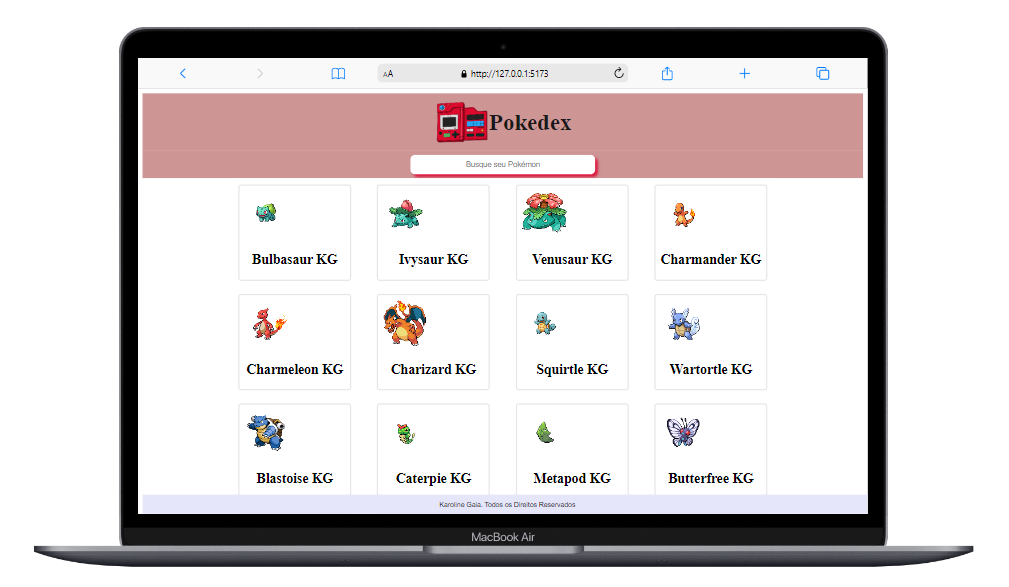 AA
http://127.0.0.1:5173
Pokedex
Busque seu Pokémon
Bulbasaur KG
Ivysaur KG
Venusaur KG
Charmander KG
Charmeleon KG
Charizard KG
Squirtle KG
Wartortle KG
Blastoise KG
Caterpie KG
Metapod KG
Butterfree KG
Karoline Gaia. Todos os Direitos Reservados
MacBook Air